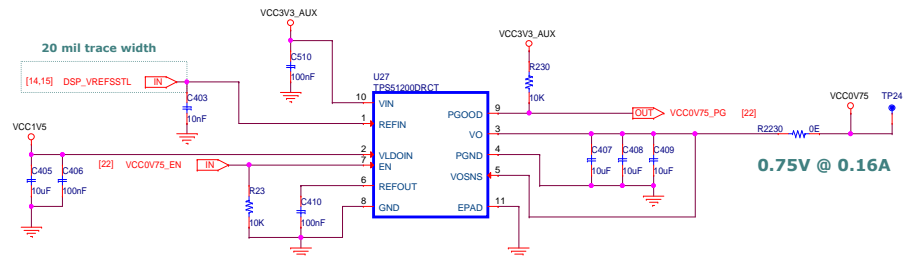 VCC3V3_AUX
VCC3V3_AUX
20 mil trace width
C510
100nF
R230
10K
[14,15] DSP_VREFSSTL IN
U27
TPS51200DRCT
C403
10nF
VCC0V75
TP24
10 VIN
PGOOD 9
OUT VCC0V75_PG [22]
1 REFIN
VO 3
R2230 0E
VCC1V5
2 VLDOIN
PGND 4
C407
10uF
C408
10uF
C409
10uF
0.75V @ 0.16A
[22] VCC0V75_EN IN
7 EN
VOSNS 5
C405
10uF
C406
100nF
6 REFOUT
R23
10K
C410
100nF
8 GND
EPAD 11